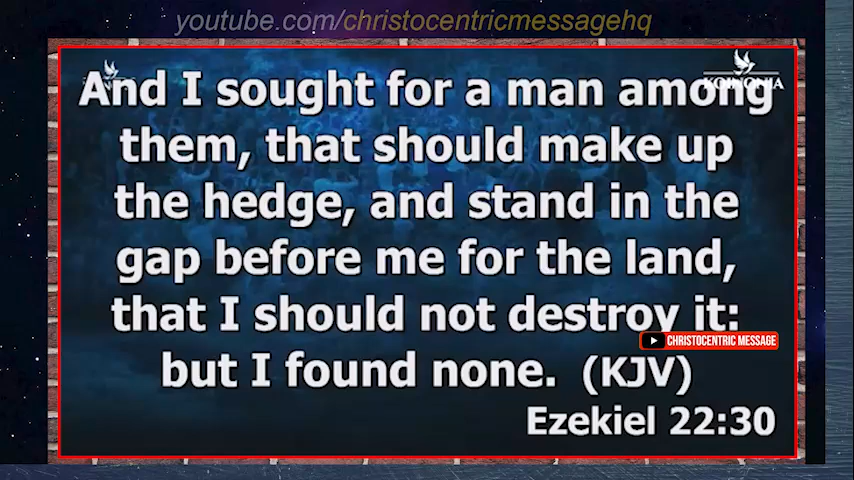 youtube.com/christocentricmessagehq
KOINONIA
And I sought for a man among
them, that should make up
the hedge, and stand in the
gap before me for the land,
that I should not destroy it:
CHRISTOCENTRIC MESSAGE
but I found none. (KJV)
Ezekiel 22:30